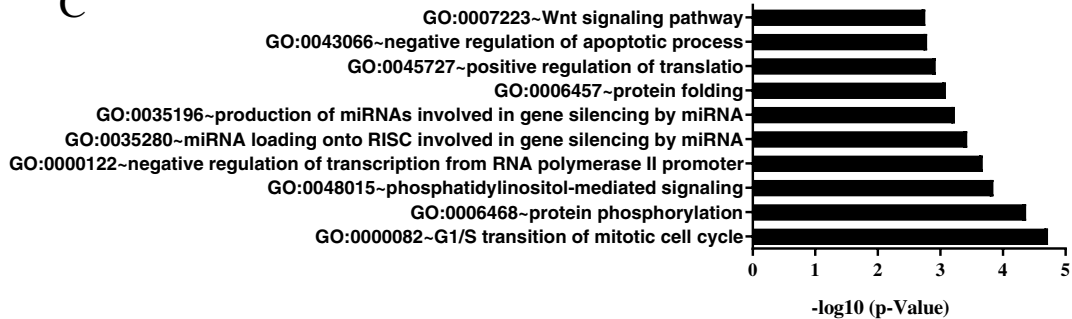 C
GO:0007223~Wnt signaling pathway
GO:0043066~negative regulation of apoptotic process
GO:0045727~positive regulation of translatio
GO:0006457~protein folding
GO:0035196~production of miRNAs involved in gene silencing by miRNA
GO:0035280~miRNA loading onto RISC involved in gene silencing by miRNA
GO:0000122~negative regulation of transcription from RNA polymerase II promoter
GO:0048015~phosphatidylinositol-mediated signaling
GO:0006468~protein phosphorylation
GO:0000082~G1/S transition of mitotic cell cycle
0 1 2 3 4 5
-log10 (p-Value)